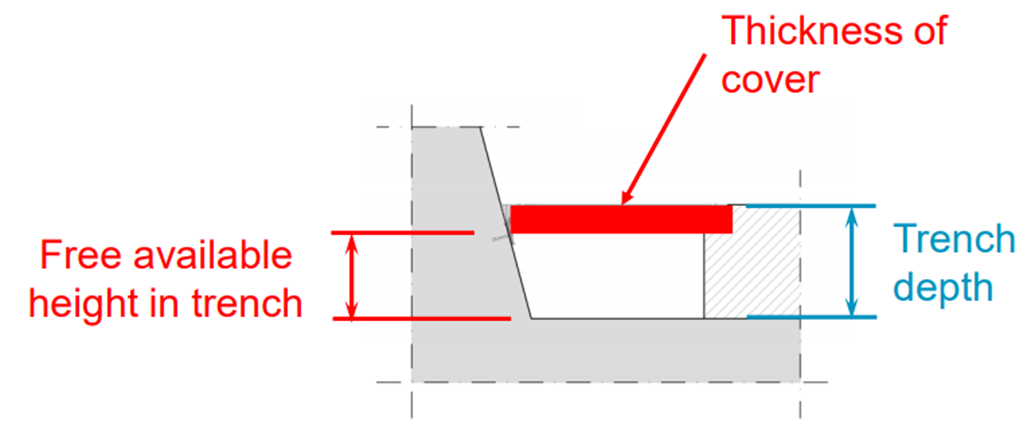 Thickness of
cover
Free available
height in trench
Trench
depth